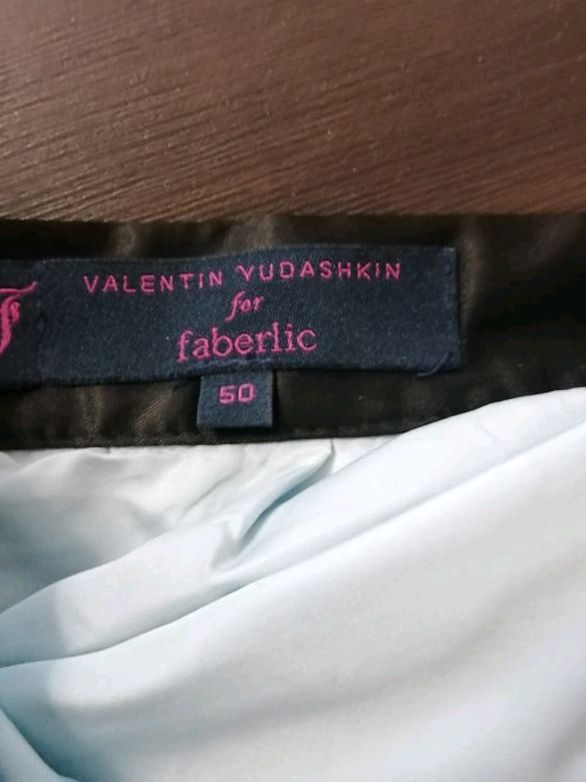 VALENTIN YUDASHKIN
for
faberlic
50